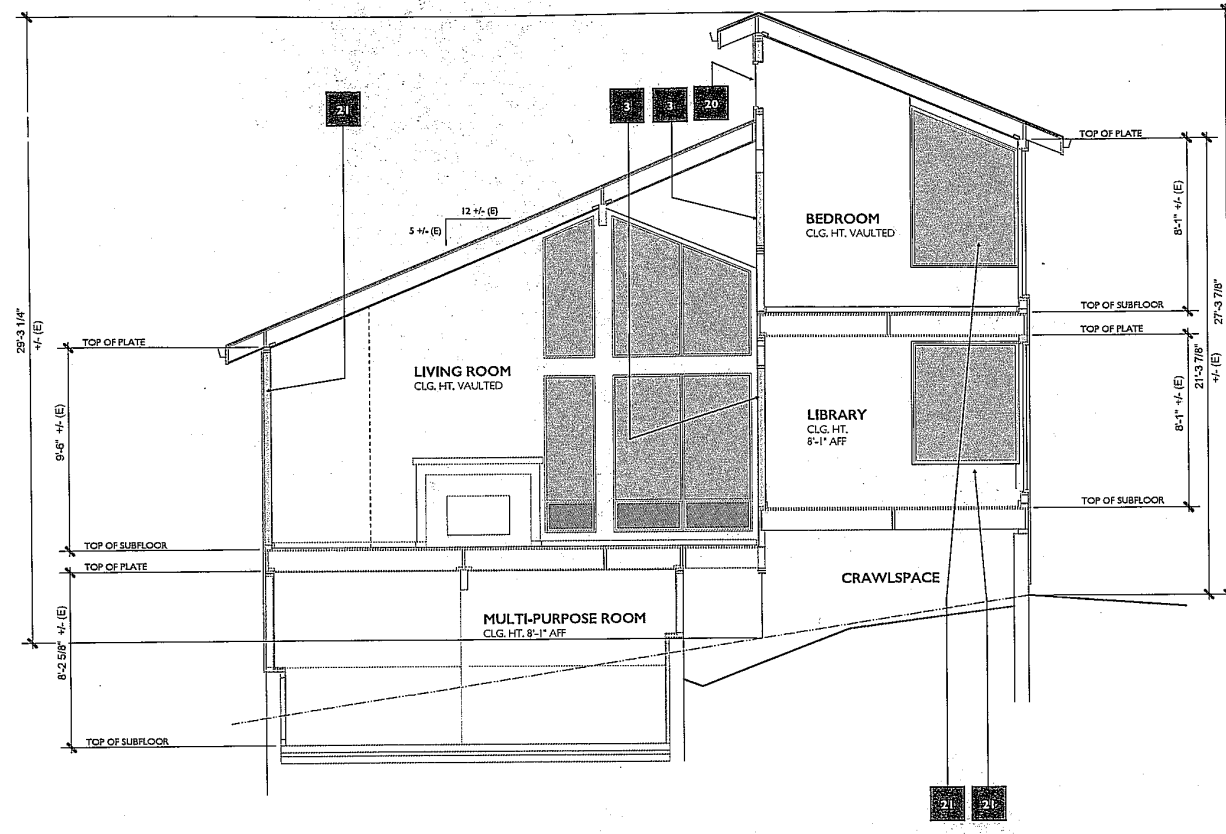 21
3
3
20
TOP OF PLATE
12 +/- (E)
5 +/- (E)
BEDROOM
CLG. HT. VAULTED
8'-1" +/- (E)
29'-3 1/4"
+/- (E)
TOP OF SUBFLOOR
TOP OF PLATE
27'-3 7/8"
21'-3 7/8"
+/- (E)
TOP OF PLATE
LIVING ROOM
CLG. HT. VAULTED
9'-6" +/- (E)
LIBRARY
CLG. HT.
8'-1" AFF
8'-1" +/- (E)
TOP OF SUBFLOOR
TOP OF SUBFLOOR
TOP OF PLATE
CRAWLSPACE
MULTI-PURPOSE ROOM
CLG. HT. 8'-1" AFF
8'-2 5/8" +/- (E)
TOP OF SUBFLOOR
21
21